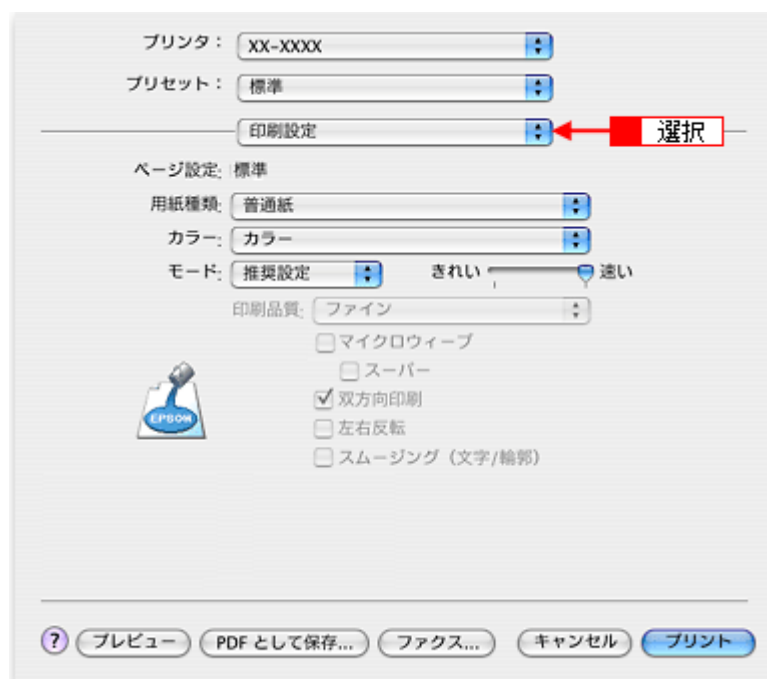 プリンタ： XX-XXXX
プリセット： 標準
印刷設定 選択
ページ設定: 標準
用紙種類: 普通紙
カラー: カラー
モード: 推奨設定 きれい 速い
印刷品質: ファイン
マイクロウィーブ
スーパー
双方向印刷
左右反転
スムージング（文字/輪郭）
EPSON
? プレビュー PDF として保存... ファクス... キャンセル プリント